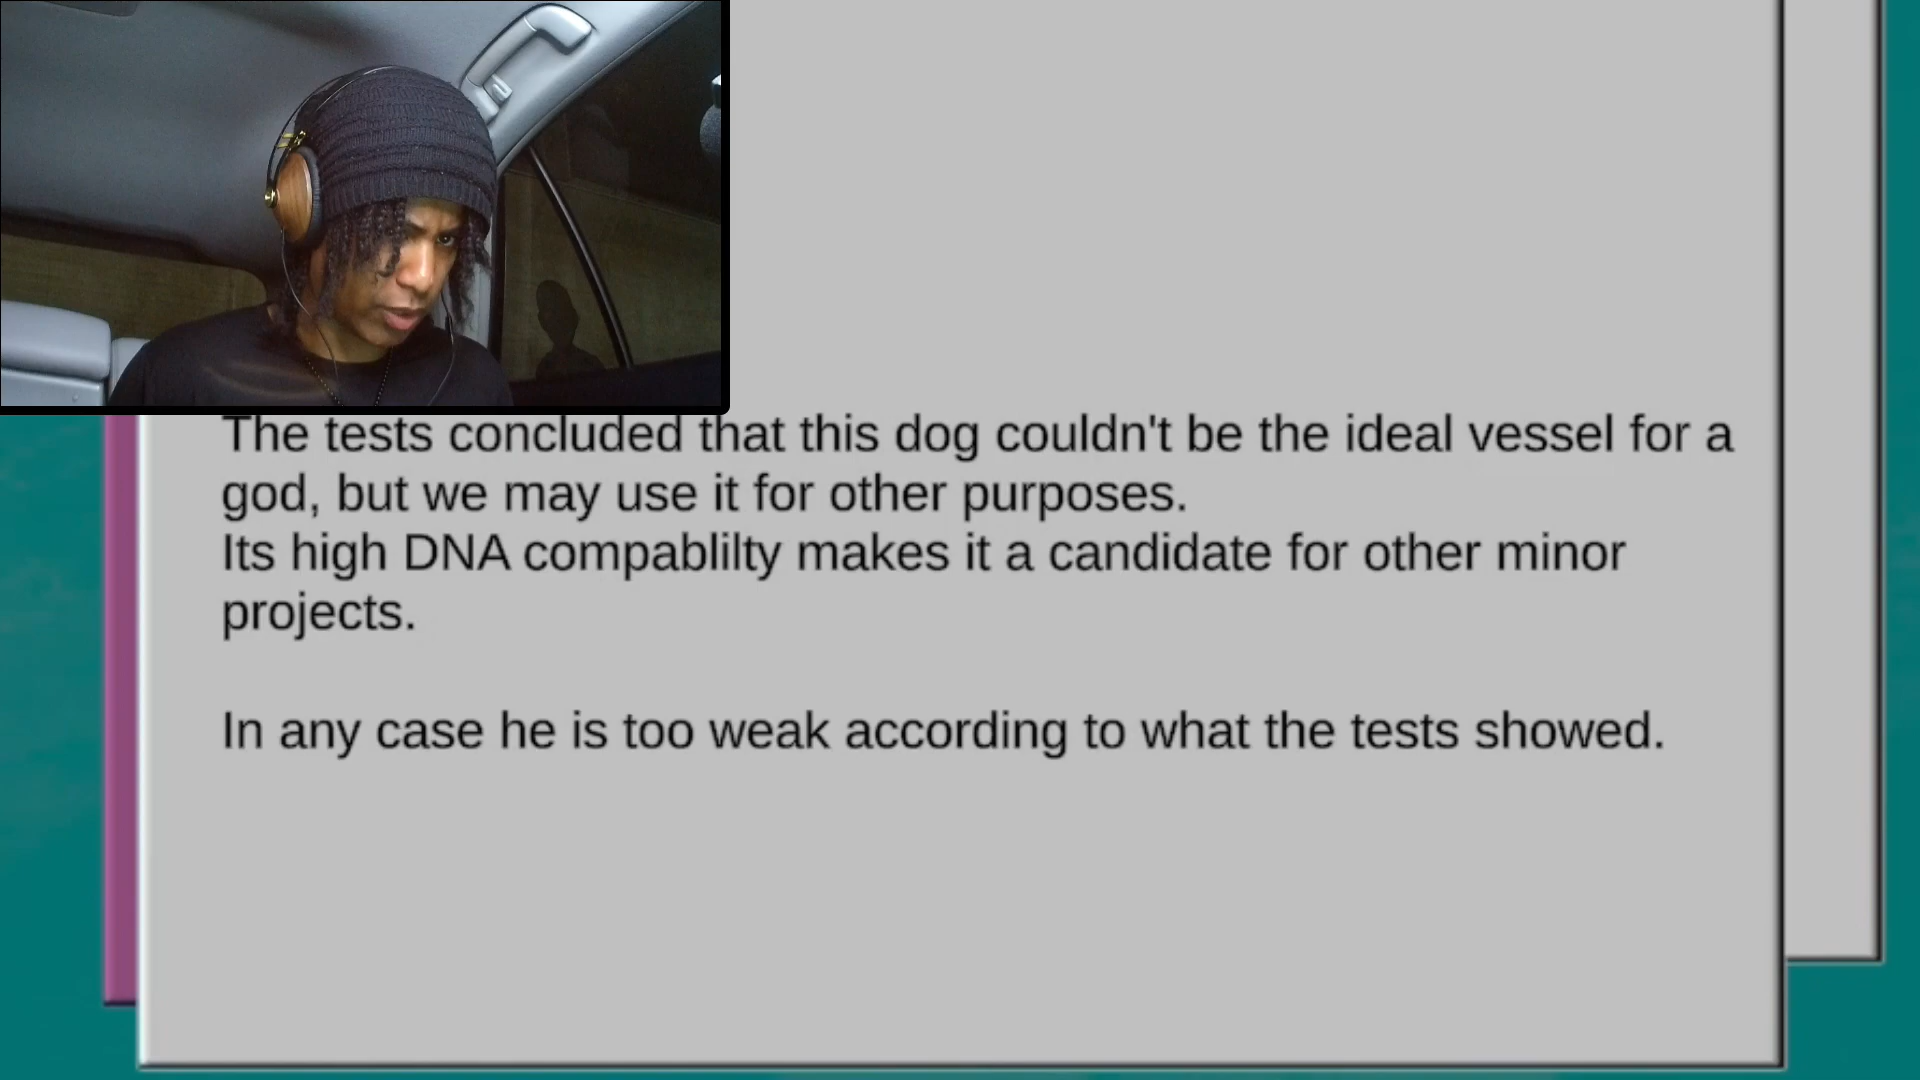 The tests concluded that this dog couldn't be the ideal vessel for a
god, but we may use it for other purposes.
Its high DNA compablilty makes it a candidate for other minor
projects.
In any case he is too weak according to what the tests showed.